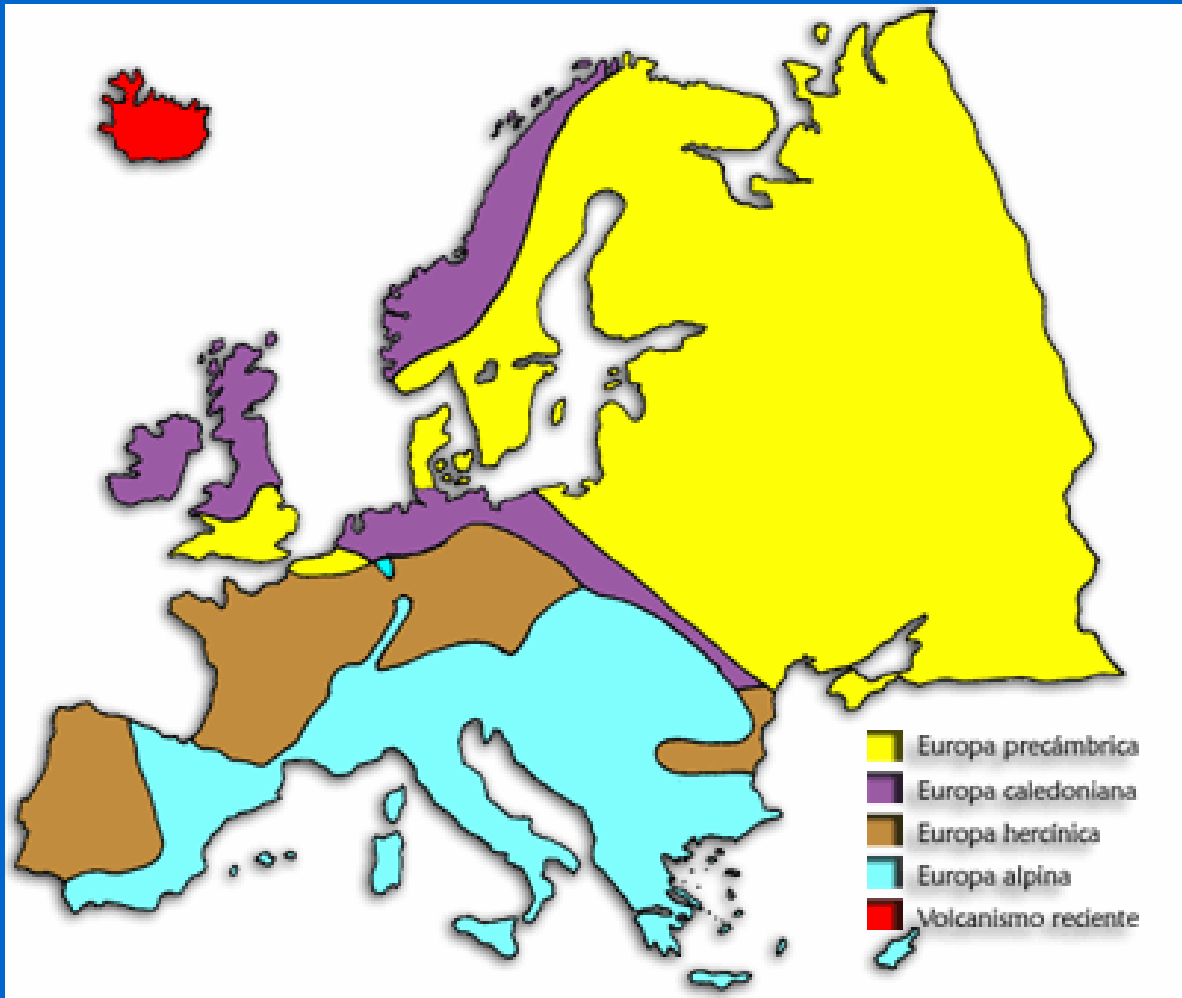 Europa precámbrica
Europa caledoniana
Europa hercínica
Europa alpina
Volcanismo reciente